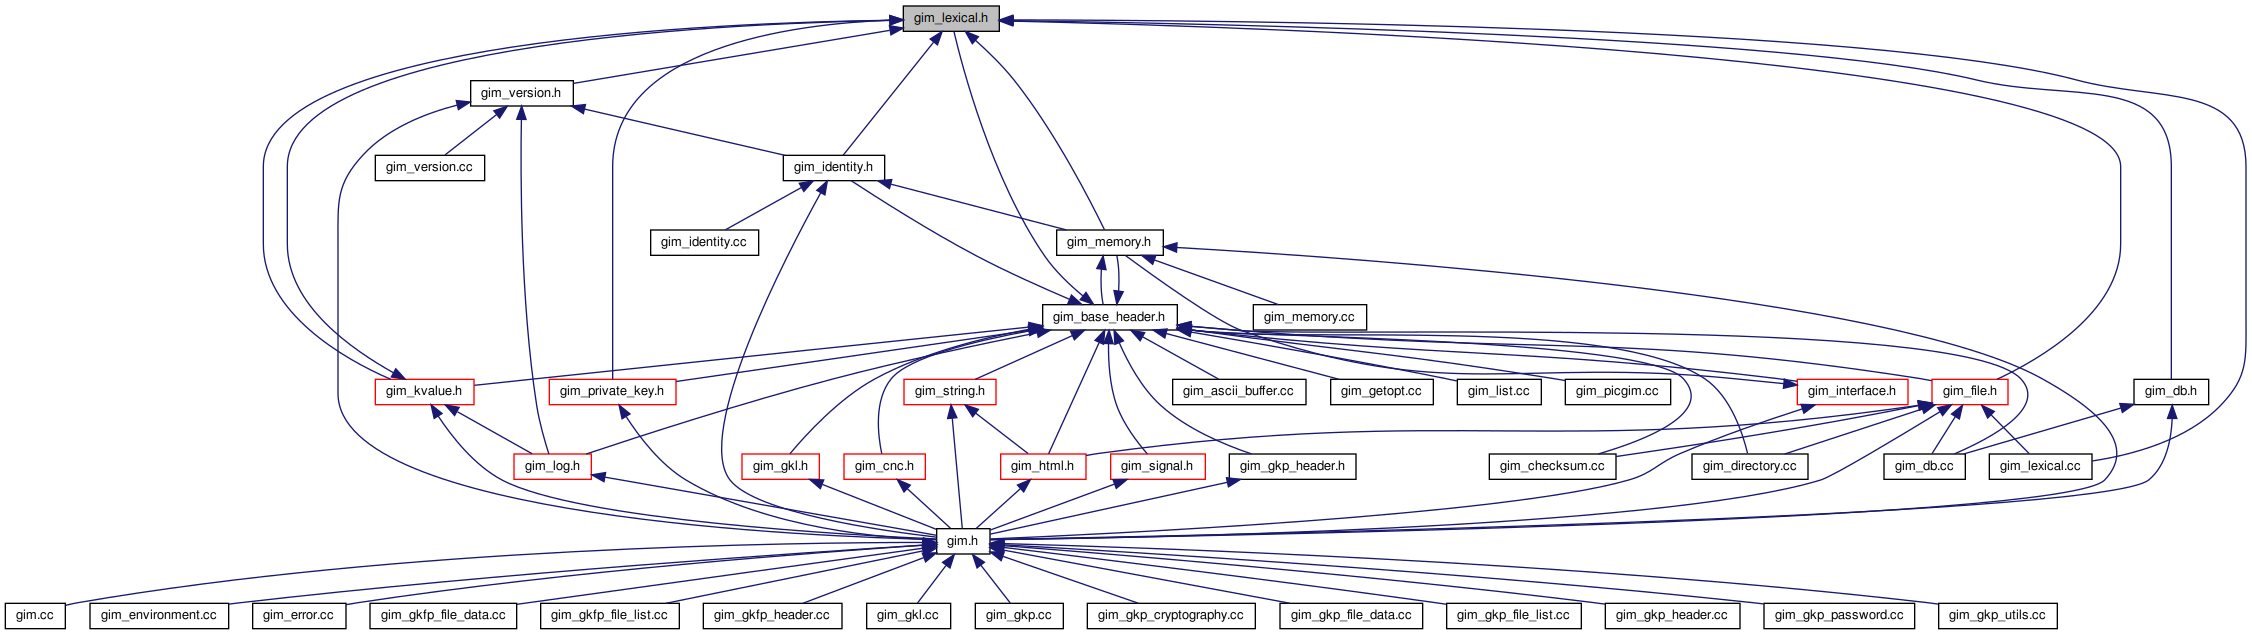 gim_lexical.h
gim_version.h
gim_version.cc
gim_identity.h
gim_identity.cc
gim_memory.h
gim_base_header.h
gim_memory.cc
gim_kvalue.h
gim_private_key.h
gim_string.h
gim_ascii_buffer.cc
gim_getopt.cc
gim_list.cc
gim_picgim.cc
gim_interface.h
gim_file.h
gim_db.h
gim_log.h
gim_gkl.h
gim_cnc.h
gim_html.h
gim_signal.h
gim_gkp_header.h
gim_checksum.cc
gim_directory.cc
gim_db.cc
gim_lexical.cc
gim.h
gim.cc
gim_environment.cc
gim_error.cc
gim_gkfp_file_data.cc
gim_gkfp_file_list.cc
gim_gkfp_header.cc
gim_gkl.cc
gim_gkp.cc
gim_gkp_cryptography.cc
gim_gkp_file_data.cc
gim_gkp_file_list.cc
gim_gkp_header.cc
gim_gkp_password.cc
gim_gkp_utils.cc